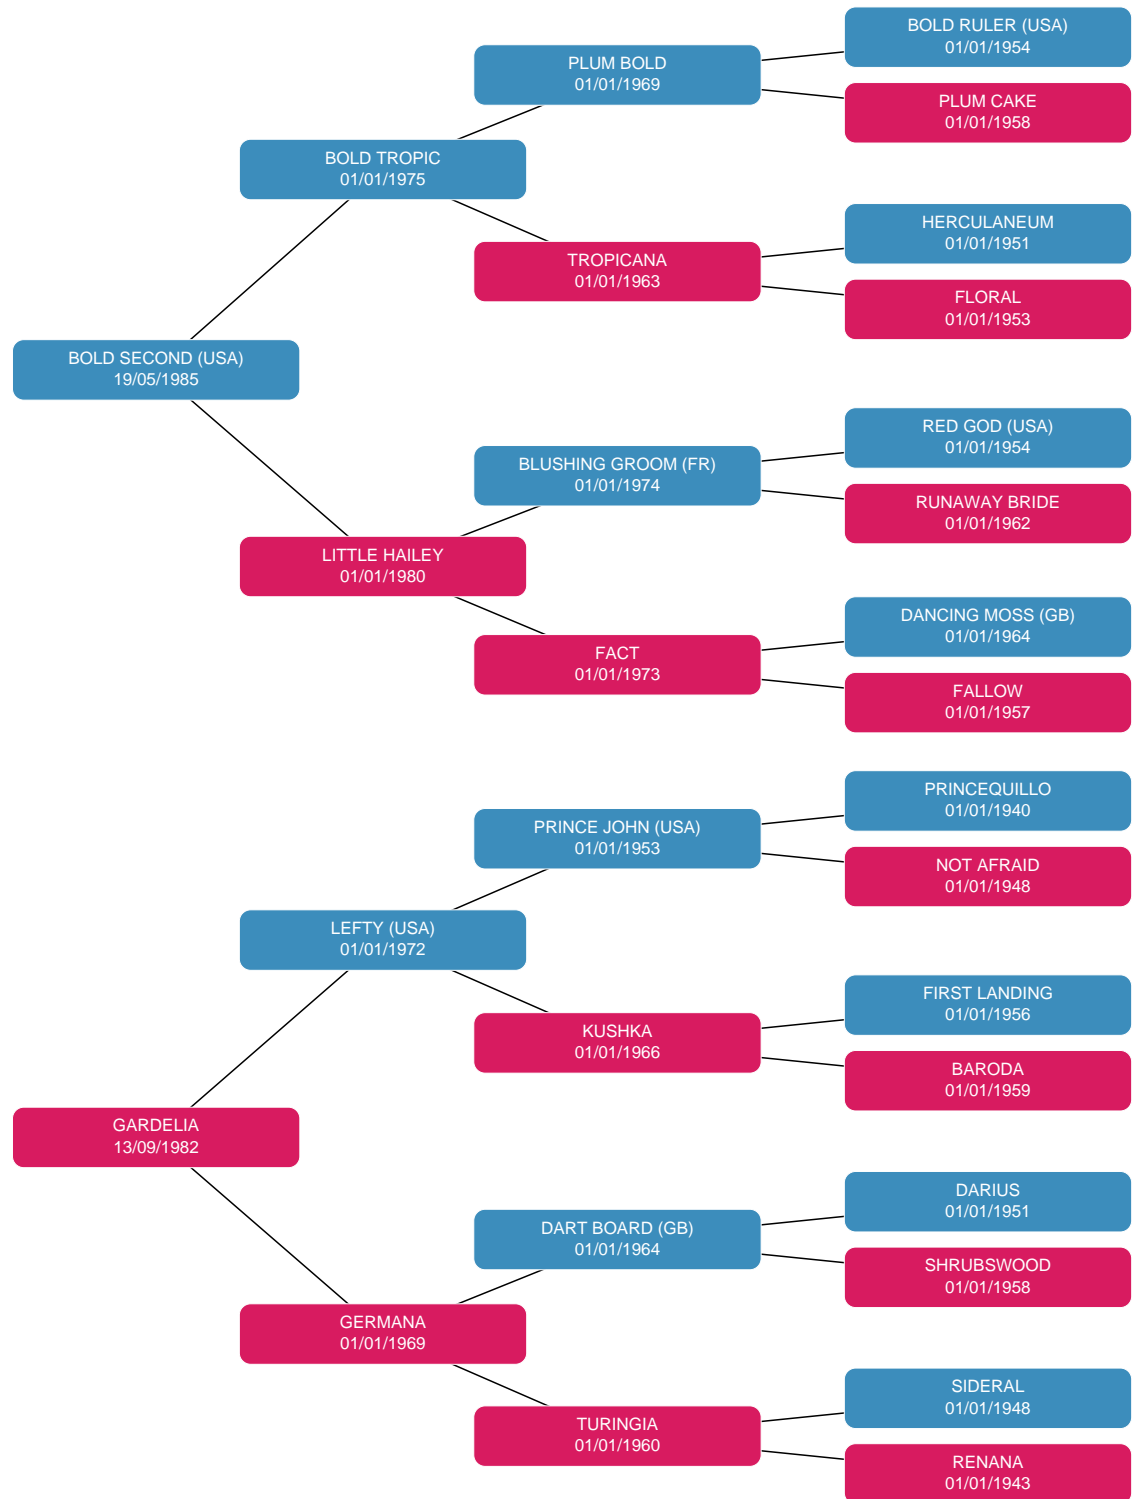 BOLD RULER (USA)
01/01/1954
PLUM BOLD
01/01/1969
PLUM CAKE
01/01/1958
BOLD TROPIC
01/01/1975
HERCULANEUM
01/01/1951
TROPICANA
01/01/1963
FLORAL
01/01/1953
BOLD SECOND (USA)
19/05/1985
RED GOD (USA)
01/01/1954
BLUSHING GROOM (FR)
01/01/1974
RUNAWAY BRIDE
01/01/1962
LITTLE HAILEY
01/01/1980
DANCING MOSS (GB)
01/01/1964
FACT
01/01/1973
FALLOW
01/01/1957
PRINCEQUILLO
01/01/1940
PRINCE JOHN (USA)
01/01/1953
NOT AFRAID
01/01/1948
LEFTY (USA)
01/01/1972
FIRST LANDING
01/01/1956
KUSHKA
01/01/1966
BARODA
01/01/1959
GARDELIA
13/09/1982
DARIUS
01/01/1951
DART BOARD (GB)
01/01/1964
SHRUBSWOOD
01/01/1958
GERMANA
01/01/1969
SIDERAL
01/01/1948
TURINGIA
01/01/1960
RENANA
01/01/1943